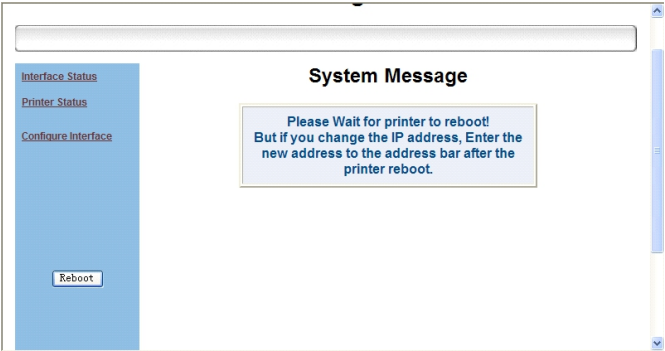 System Message
Interface Status
Printer Status
Configure Interface
Reboot
Please Wait for printer to reboot!
But if you change the IP address, Enter the
new address to the address bar after the
printer reboot.